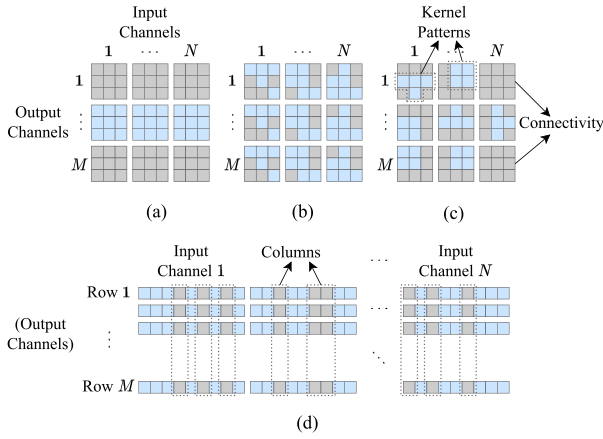 Input
Channels
1 ⋯ N
1
Output
Channels
⋮
M
(a)
1 ⋯ N
1
⋮
M
(b)
Kernel
Patterns
1 ⋯ N
1
⋮
M
Connectivity
(c)
Input
Channel 1
Columns
⋯
Input
Channel N
Row 1
⋯
(Output
Channels)
⋮
⋱
Row M
(d)